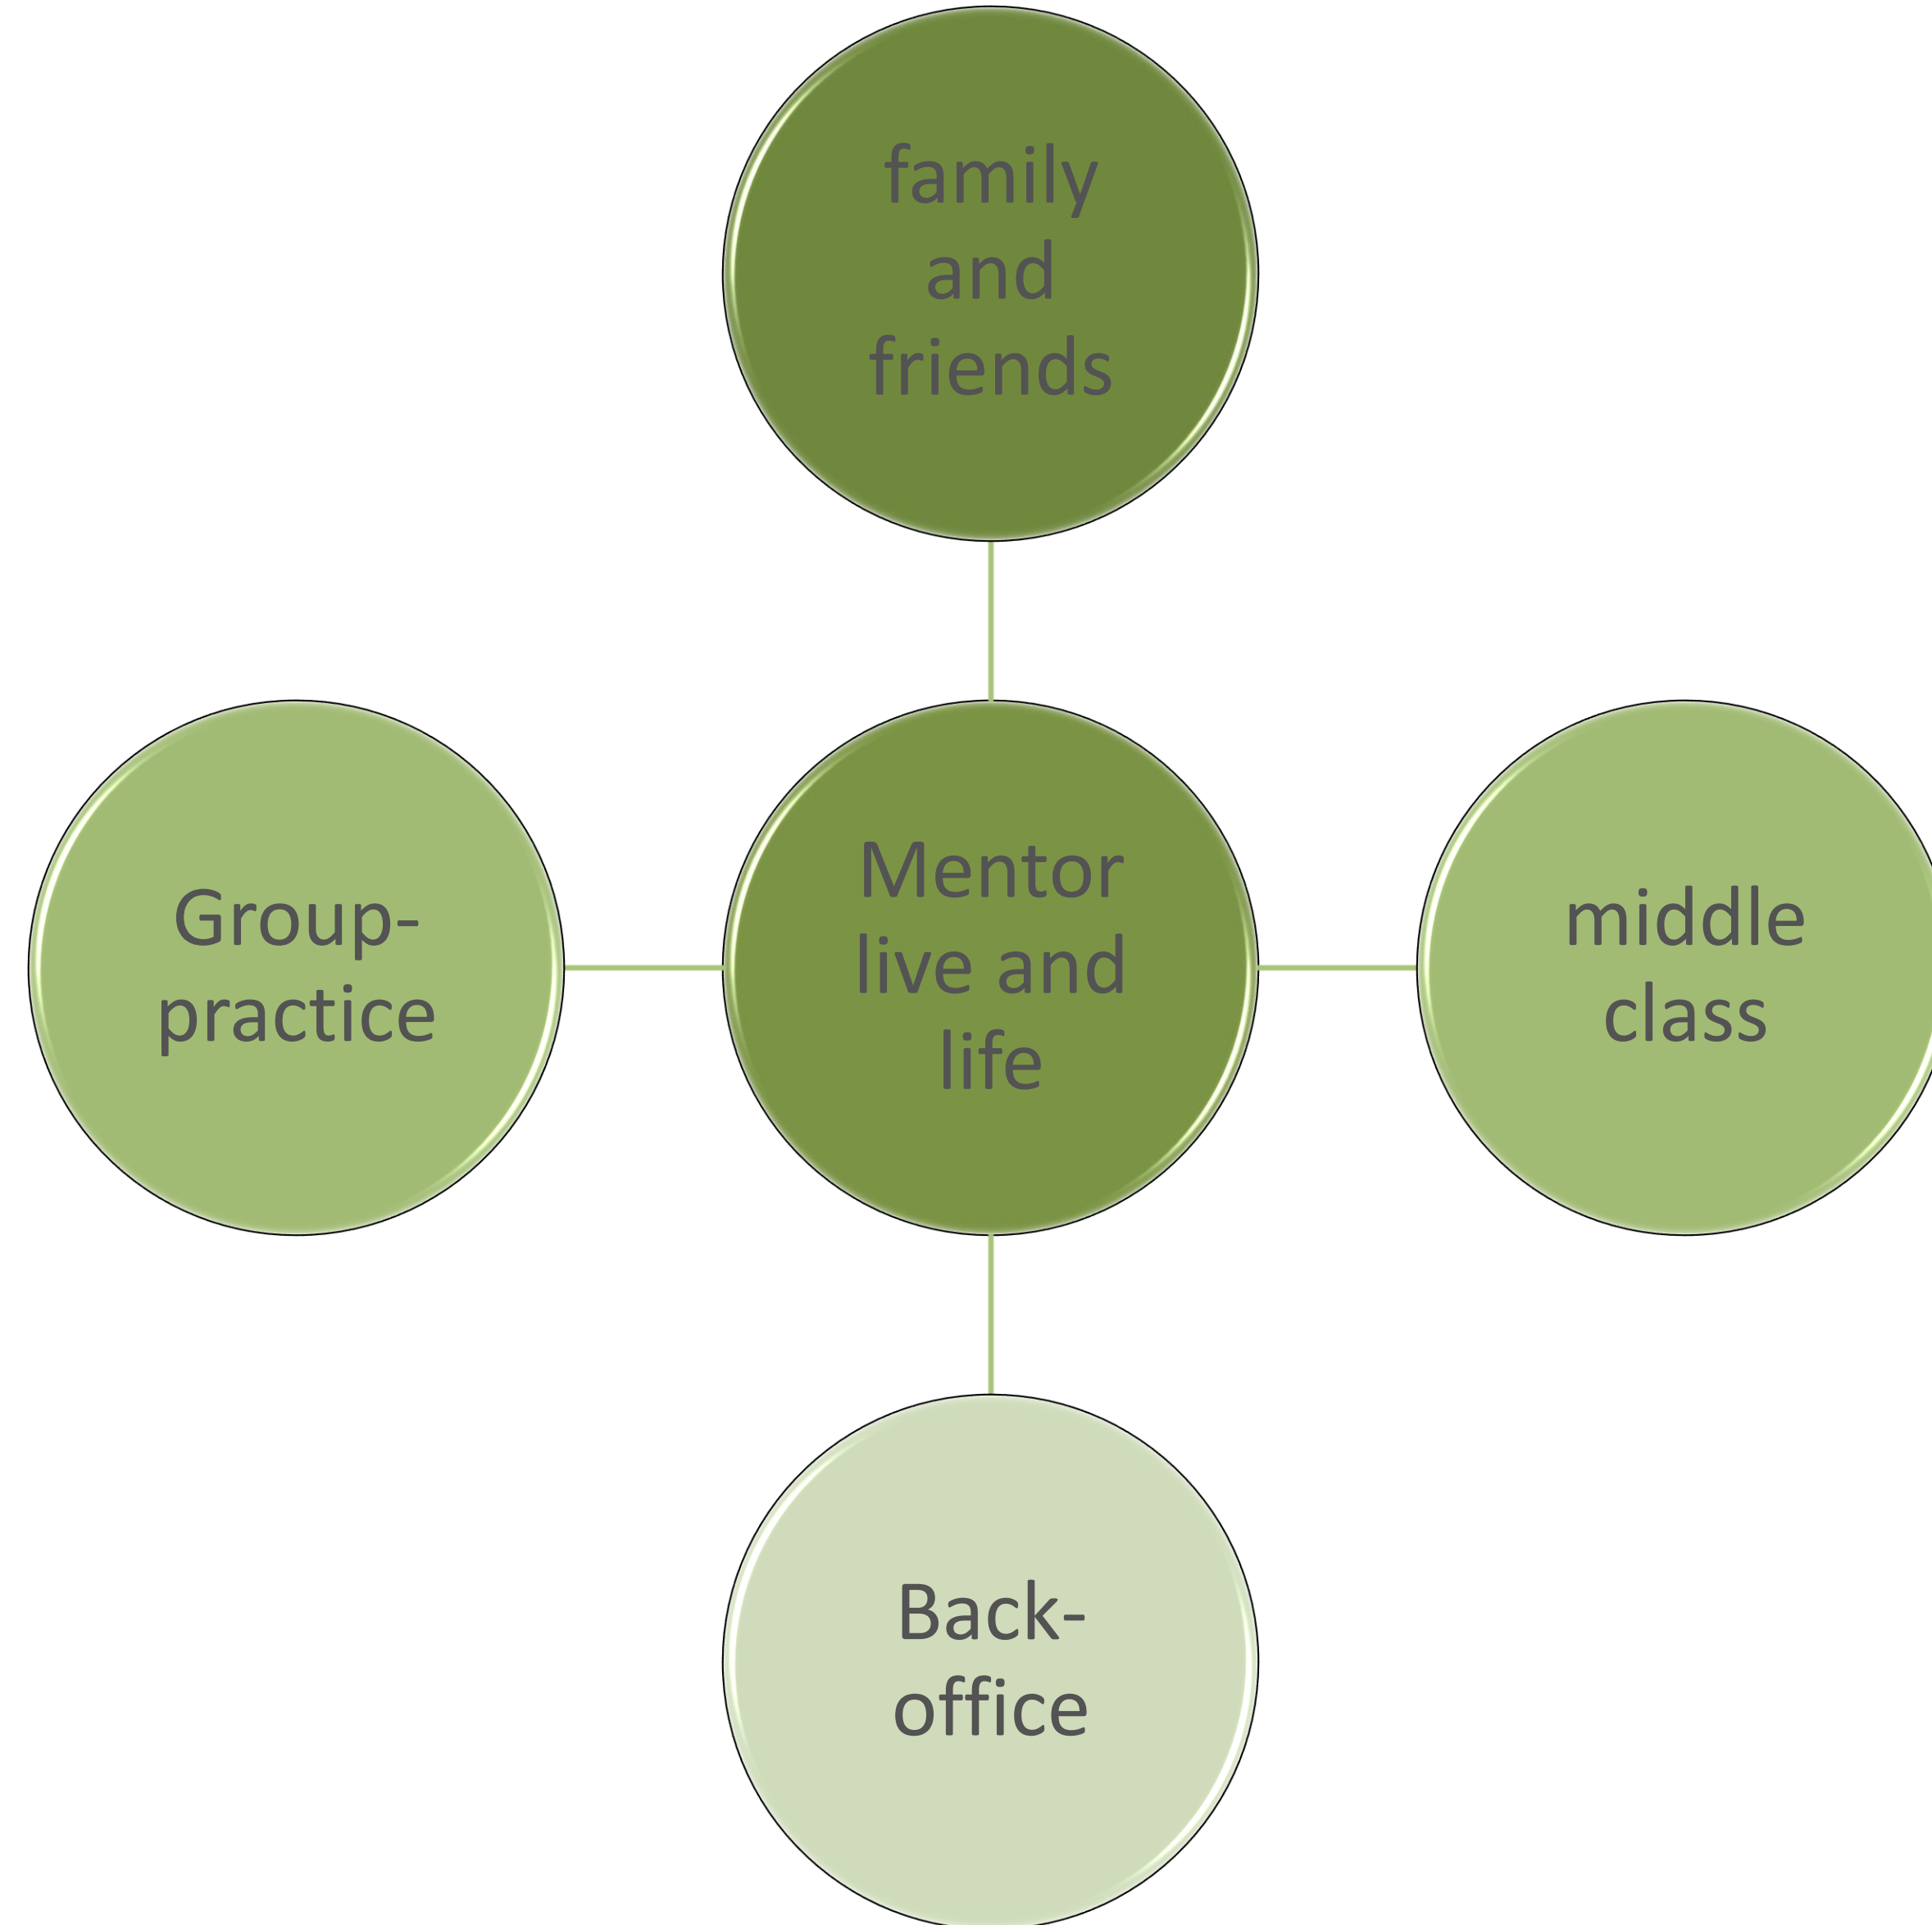 family
and
friends
Group-
practice
Mentor
live and
life
middle
class
Back-
office